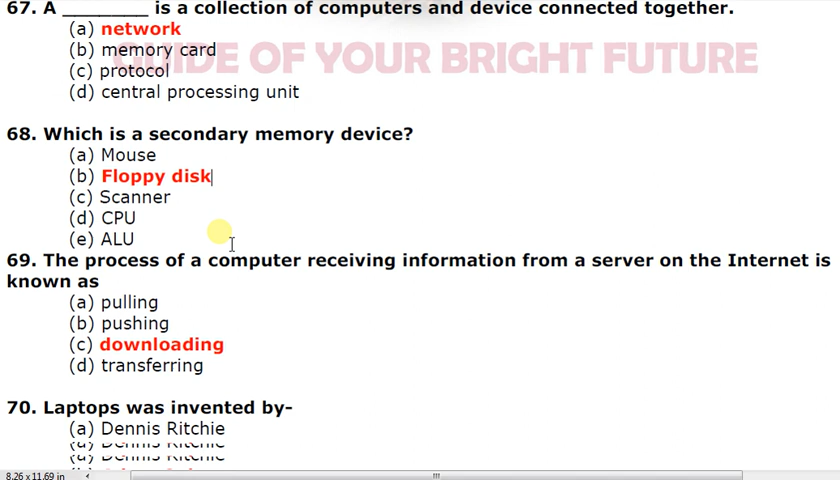 67. A ________ is a collection of computers and device connected together.
(a) network
(b) memory card
GUIDE OF YOUR BRIGHT FUTURE
(c) protocol
(d) central processing unit
68. Which is a secondary memory device?
(a) Mouse
(b) Floppy disk
(c) Scanner
(d) CPU
(e) ALU
69. The process of a computer receiving information from a server on the Internet is
known as
(a) pulling
(b) pushing
(c) downloading
(d) transferring
70. Laptops was invented by-
(a) Dennis Ritchie
8.26 x 11.69 in